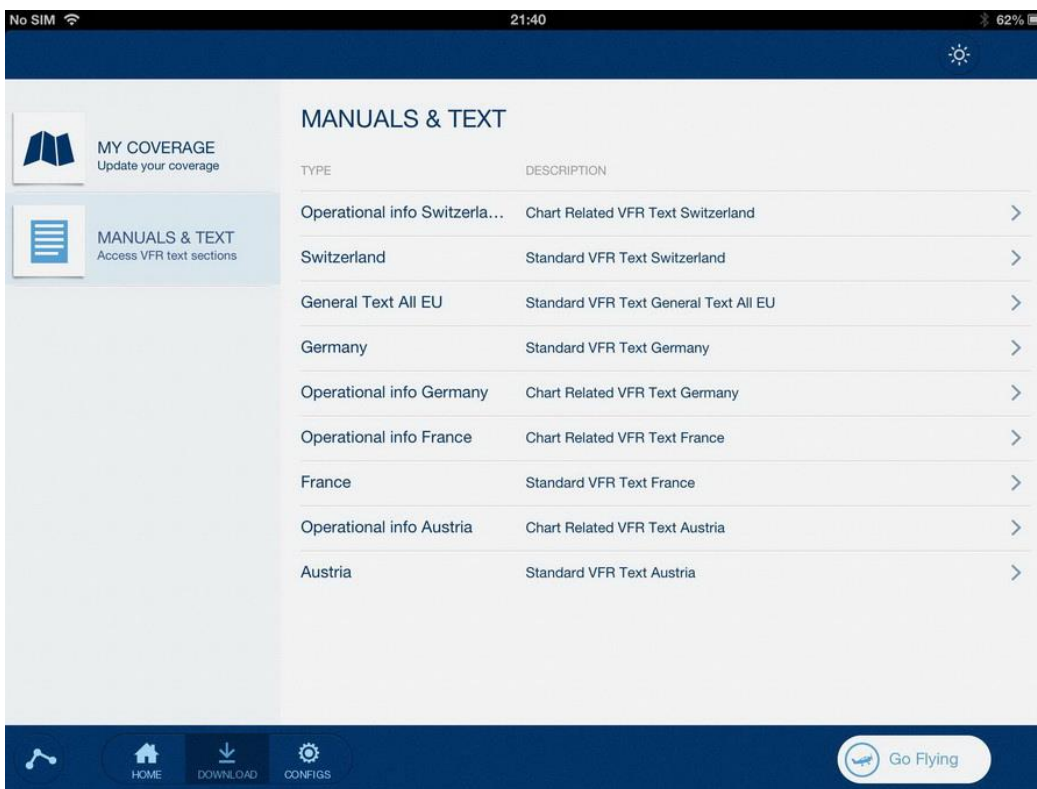 No SIM 21:40 62%
MY COVERAGE
Update your coverage
MANUALS & TEXT
Access VFR text sections
MANUALS & TEXT
TYPE DESCRIPTION
Operational info Switzerla... Chart Related VFR Text Switzerland
Switzerland Standard VFR Text Switzerland
General Text All EU Standard VFR Text General Text All EU
Germany Standard VFR Text Germany
Operational info Germany Chart Related VFR Text Germany
Operational info France Chart Related VFR Text France
France Standard VFR Text France
Operational info Austria Chart Related VFR Text Austria
Austria Standard VFR Text Austria
HOME DOWNLOAD CONFIGS Go Flying